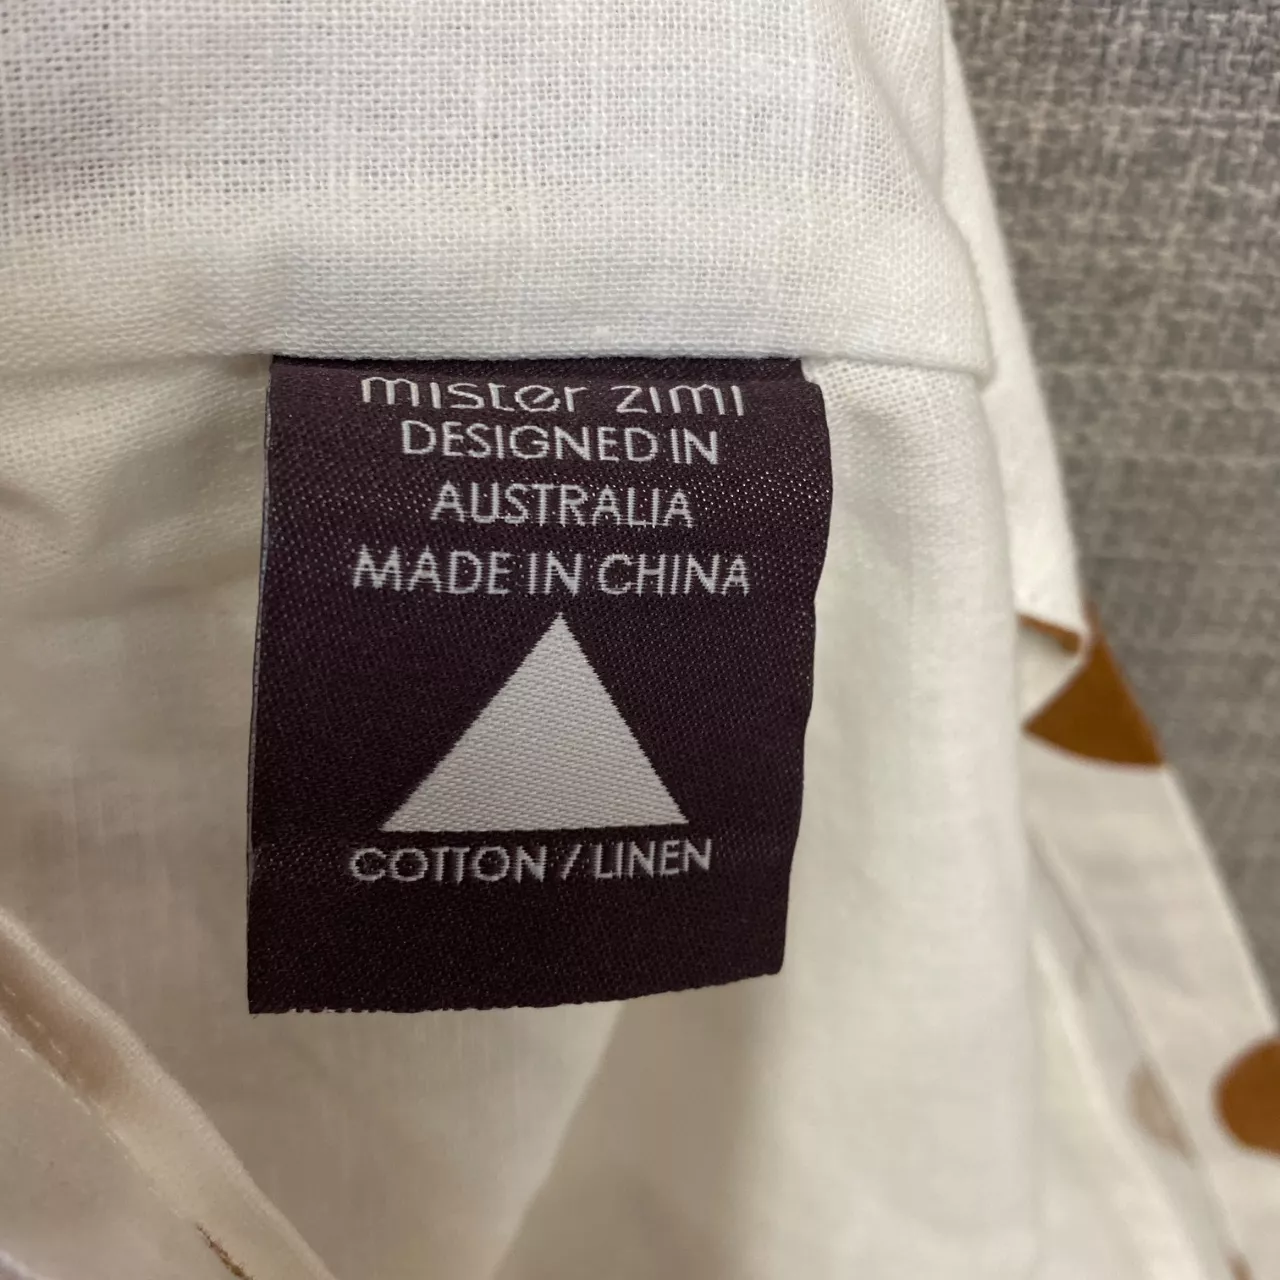 mister zimi
DESIGNED IN
AUSTRALIA
MADE IN CHINA
COTTON / LINEN